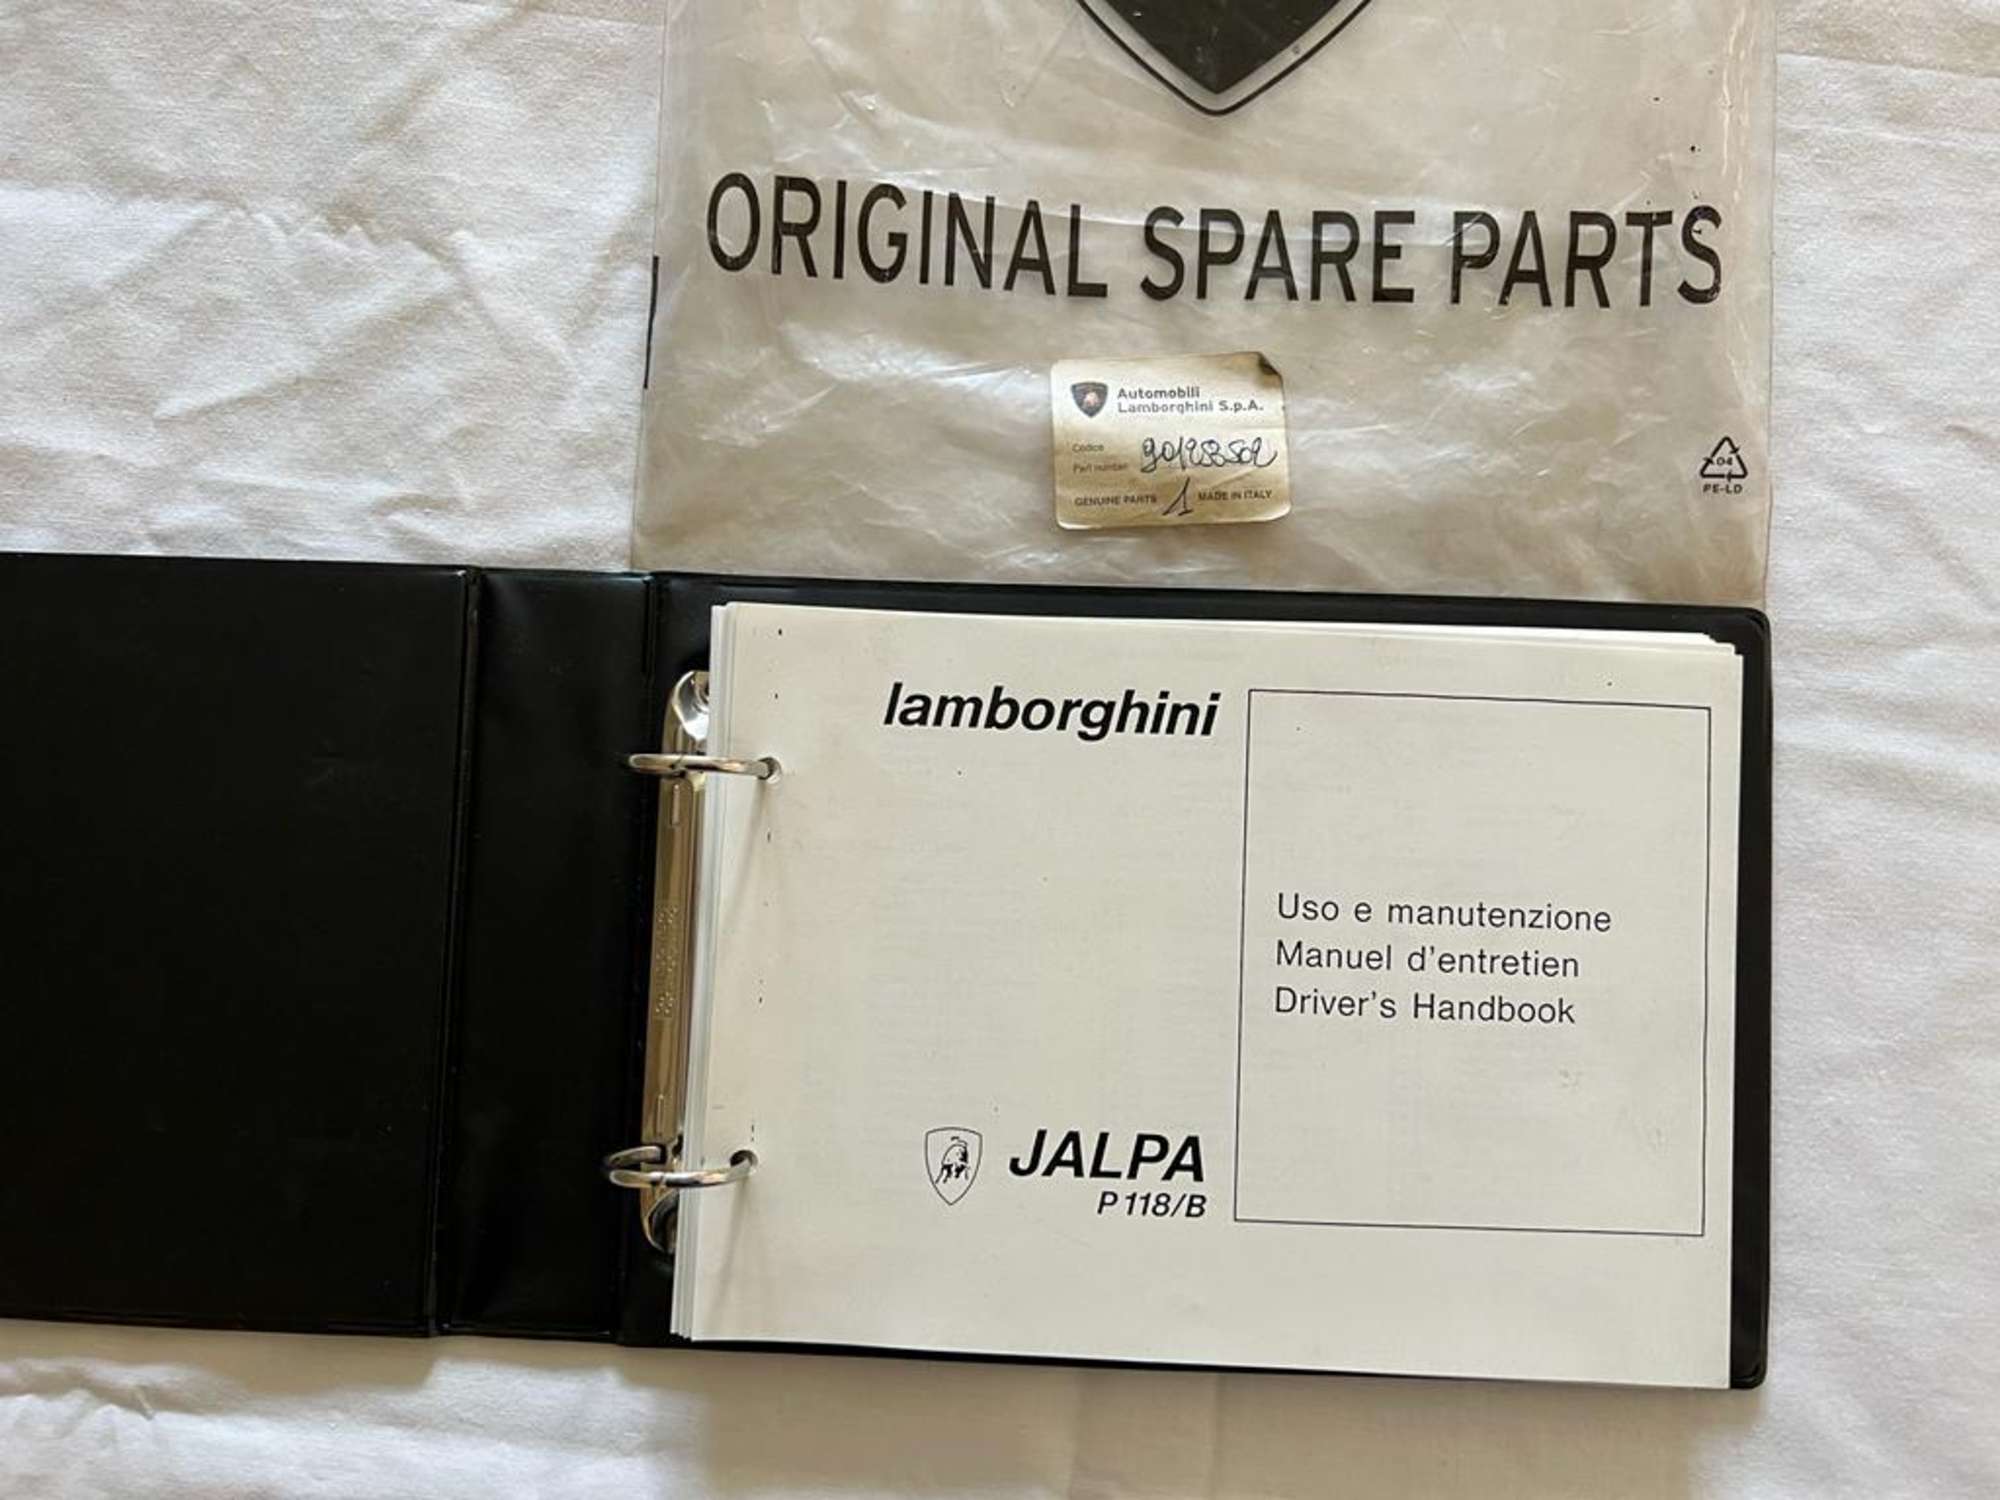 ORIGINAL SPARE PARTS
Automobili
Lamborghini S.p.A.
Codice
Part number
GENUINE PARTS 1 MADE IN ITALY
04
PE-LD
lamborghini
Uso e manutenzione
Manuel d'entretien
Driver's Handbook
JALPA
P 118/B